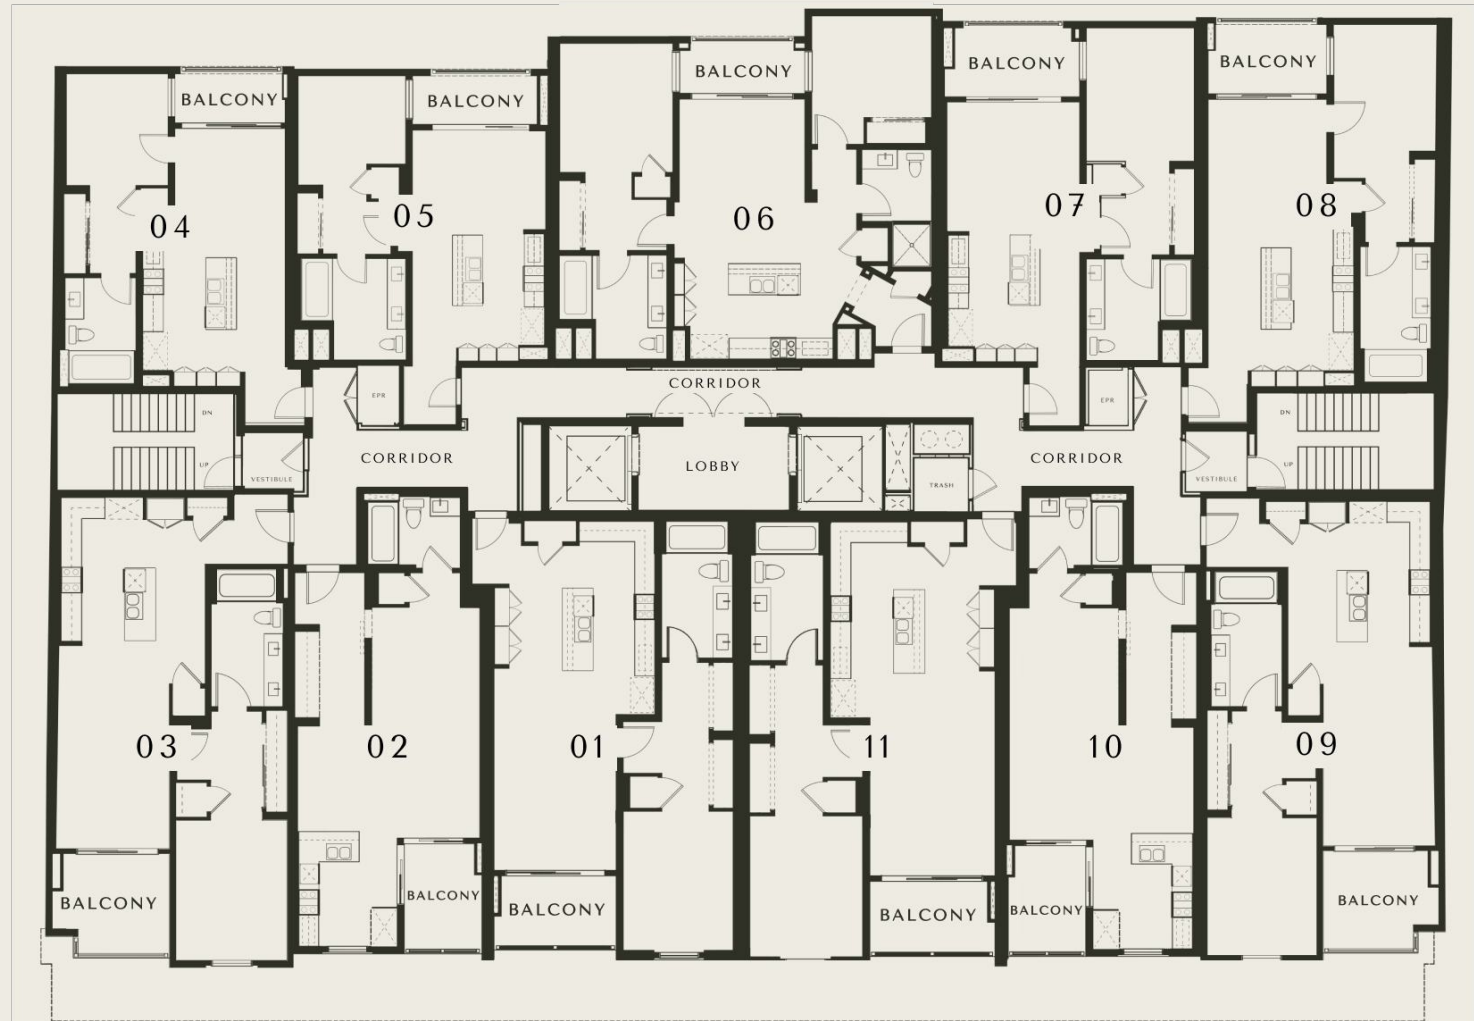 BALCONY
BALCONY
BALCONY
BALCONY
BALCONY
04
05
06
07
08
CORRIDOR
EPR
EPR
DN
DN
UP
UP
VESTIBULE
VESTIBULE
CORRIDOR
LOBBY
TRASH
CORRIDOR
03
02
01
11
10
09
BALCONY
BALCONY
BALCONY
BALCONY
BALCONY
BALCONY